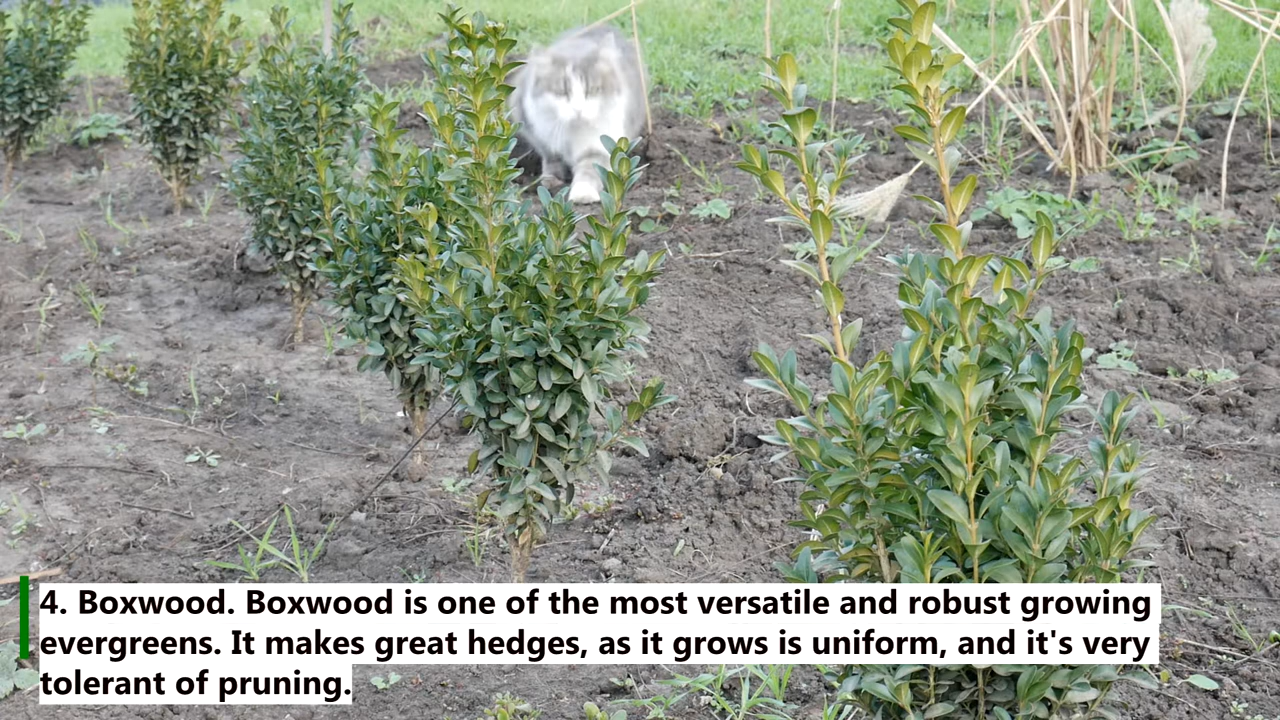 4. Boxwood. Boxwood is one of the most versatile and robust growing
evergreens. It makes great hedges, as it grows is uniform, and it's very
tolerant of pruning.